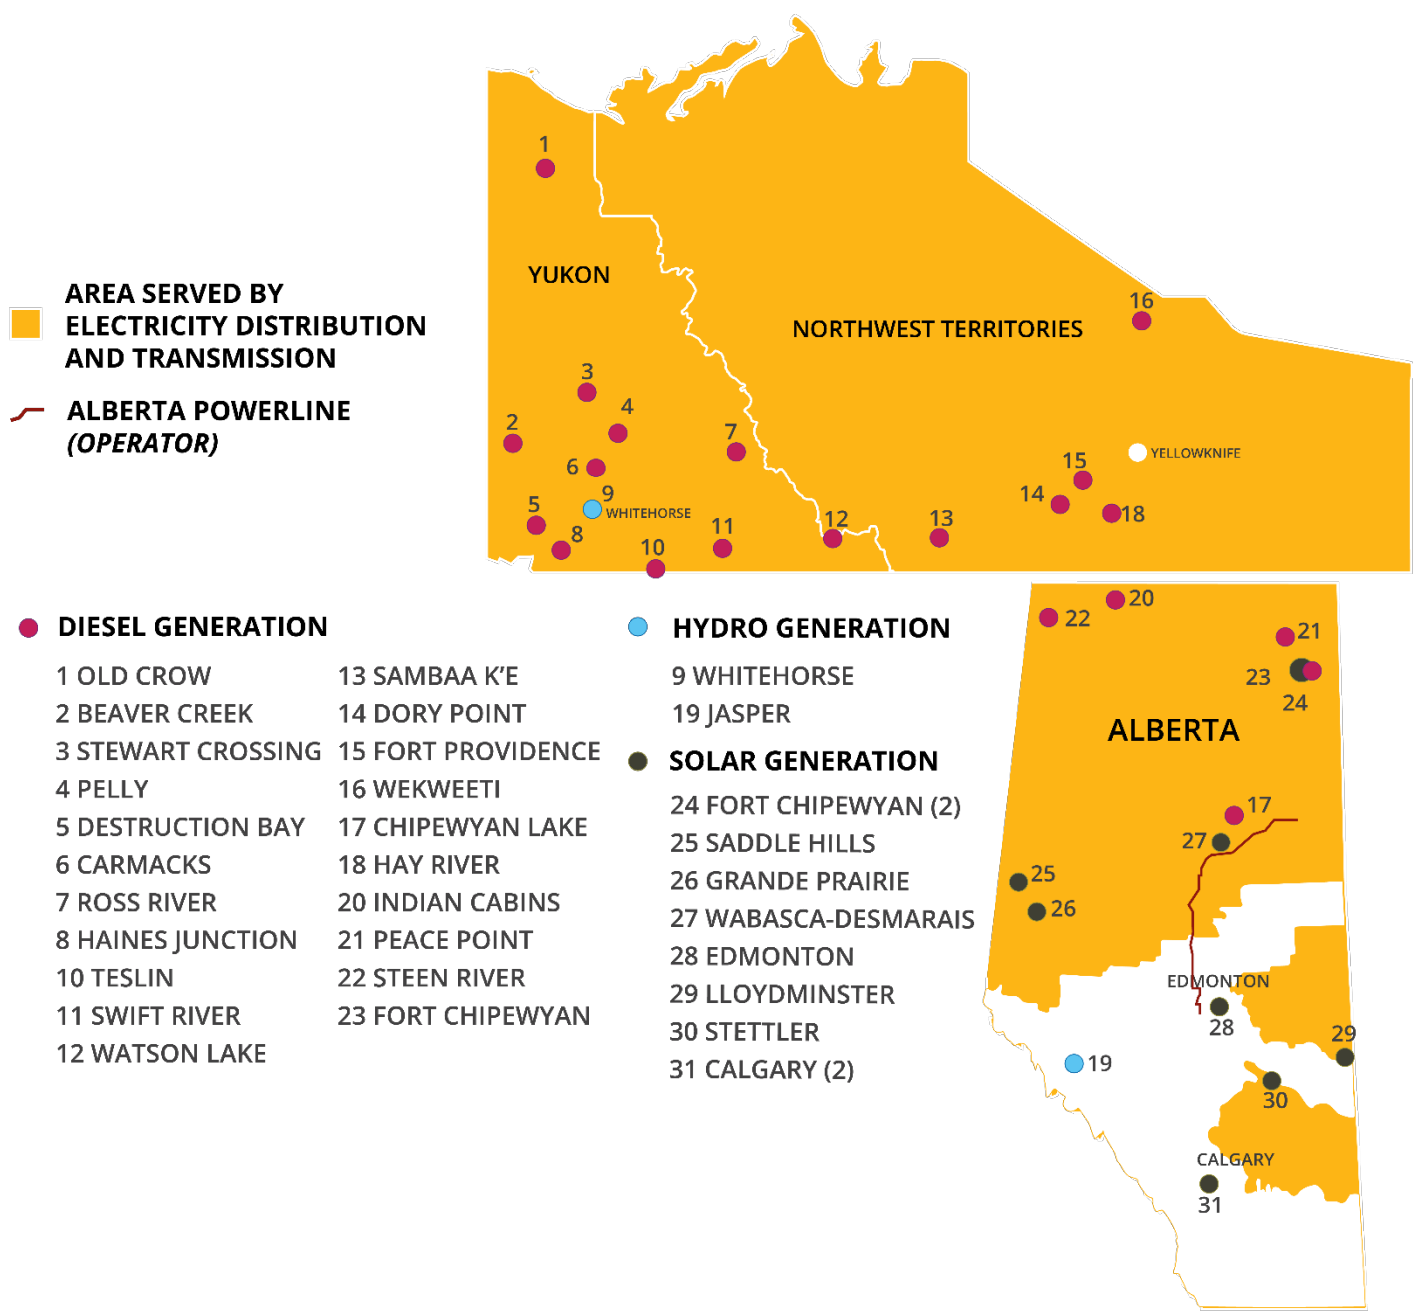 1
YUKON
16
NORTHWEST TERRITORIES
AREA SERVED BY
ELECTRICITY DISTRIBUTION
AND TRANSMISSION
ALBERTA POWERLINE
(OPERATOR)
3
4
2
7
6
YELLOWKNIFE
15
14
18
9
WHITEHORSE
5
8
11
12
13
10
DIESEL GENERATION
1 OLD CROW
2 BEAVER CREEK
3 STEWART CROSSING
4 PELLY
5 DESTRUCTION BAY
6 CARMACKS
7 ROSS RIVER
8 HAINES JUNCTION
10 TESLIN
11 SWIFT RIVER
12 WATSON LAKE
13 SAMBAA K'E
14 DORY POINT
15 FORT PROVIDENCE
16 WEKWEETI
17 CHIPEWYAN LAKE
18 HAY RIVER
20 INDIAN CABINS
21 PEACE POINT
22 STEEN RIVER
23 FORT CHIPEWYAN
HYDRO GENERATION
9 WHITEHORSE
19 JASPER
SOLAR GENERATION
24 FORT CHIPEWYAN (2)
25 SADDLE HILLS
26 GRANDE PRAIRIE
27 WABASCA-DESMARAIS
28 EDMONTON
29 LLOYDMINSTER
30 STETTLER
31 CALGARY (2)
20
22
21
23
24
ALBERTA
17
27
25
26
EDMONTON
28
29
19
30
CALGARY
31